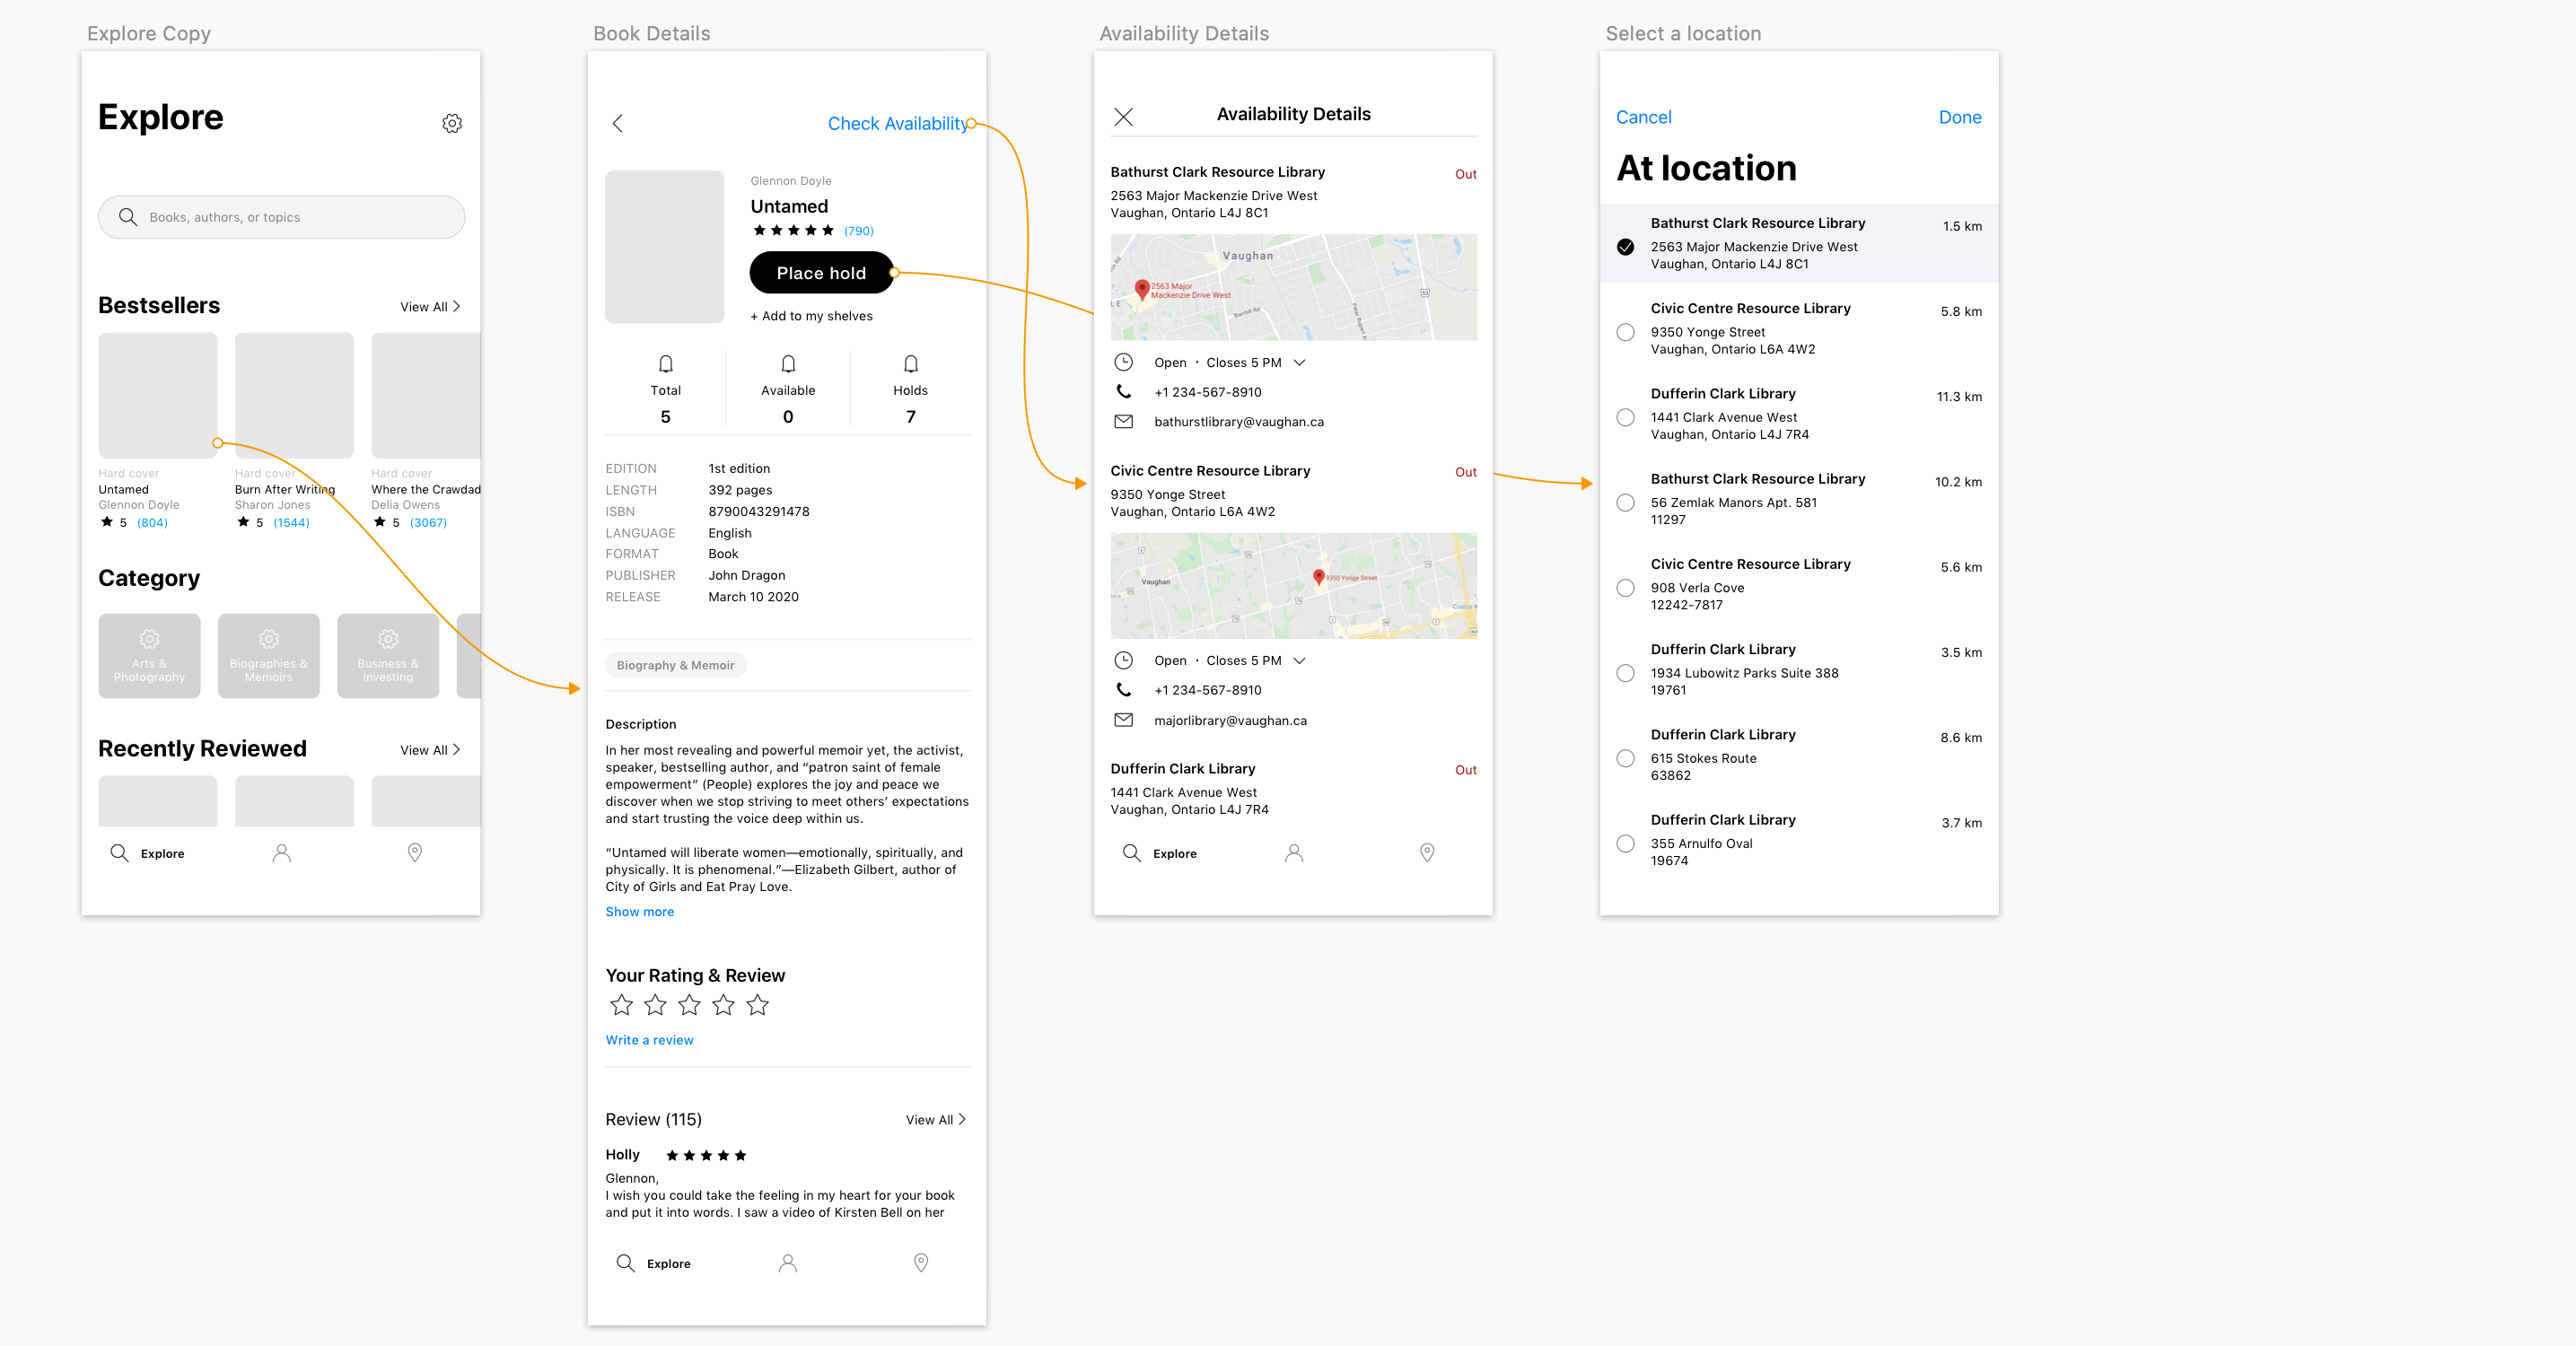 Explore Copy
Explore
Books, authors, or topics
Bestsellers
View All
Hard cover
Untamed
Glennon Doyle
5 (804)
Hard cover
Burn After Writing
Sharon Jones
5 (1544)
Hard cover
Where the Crawdad
Delia Owens
5 (3067)
Category
Arts &
Photography
Biographies &
Memoirs
Business &
Investing
Recently Reviewed
View All
Explore
Book Details
Check Availability
Glennon Doyle
Untamed
(790)
Place hold
+ Add to my shelves
Total
5
Available
0
Holds
7
EDITION 1st edition
LENGTH 392 pages
ISBN 8790043291478
LANGUAGE English
FORMAT Book
PUBLISHER John Dragon
RELEASE March 10 2020
Biography & Memoir
Description
In her most revealing and powerful memoir yet, the activist,
speaker, bestselling author, and “patron saint of female
empowerment” (People) explores the joy and peace we
discover when we stop striving to meet others’ expectations
and start trusting the voice deep within us.
“Untamed will liberate women—emotionally, spiritually, and
physically. It is phenomenal.”—Elizabeth Gilbert, author of
City of Girls and Eat Pray Love.
Show more
Your Rating & Review
Write a review
Review (115)
View All
Holly
Glennon,
I wish you could take the feeling in my heart for your book
and put it into words. I saw a video of Kirsten Bell on her
Explore
Availability Details
Availability Details
Bathurst Clark Resource Library
Out
2563 Major Mackenzie Drive West
Vaughan, Ontario L4J 8C1
Vaughan
2563 Major
Mackenzie Drive West
Open · Closes 5 PM
+1 234-567-8910
bathurstlibrary@vaughan.ca
Civic Centre Resource Library
Out
9350 Yonge Street
Vaughan, Ontario L6A 4W2
Vaughan
9350 Yonge Street
Open · Closes 5 PM
+1 234-567-8910
majorlibrary@vaughan.ca
Dufferin Clark Library
Out
1441 Clark Avenue West
Vaughan, Ontario L4J 7R4
Explore
Select a location
Cancel
Done
At location
Bathurst Clark Resource Library
1.5 km
2563 Major Mackenzie Drive West
Vaughan, Ontario L4J 8C1
Civic Centre Resource Library
5.8 km
9350 Yonge Street
Vaughan, Ontario L6A 4W2
Dufferin Clark Library
11.3 km
1441 Clark Avenue West
Vaughan, Ontario L4J 7R4
Bathurst Clark Resource Library
10.2 km
56 Zemlak Manors Apt. 581
11297
Civic Centre Resource Library
5.6 km
908 Verla Cove
12242-7817
Dufferin Clark Library
3.5 km
1934 Lubowitz Parks Suite 388
19761
Dufferin Clark Library
8.6 km
615 Stokes Route
63862
Dufferin Clark Library
3.7 km
355 Arnulfo Oval
19674